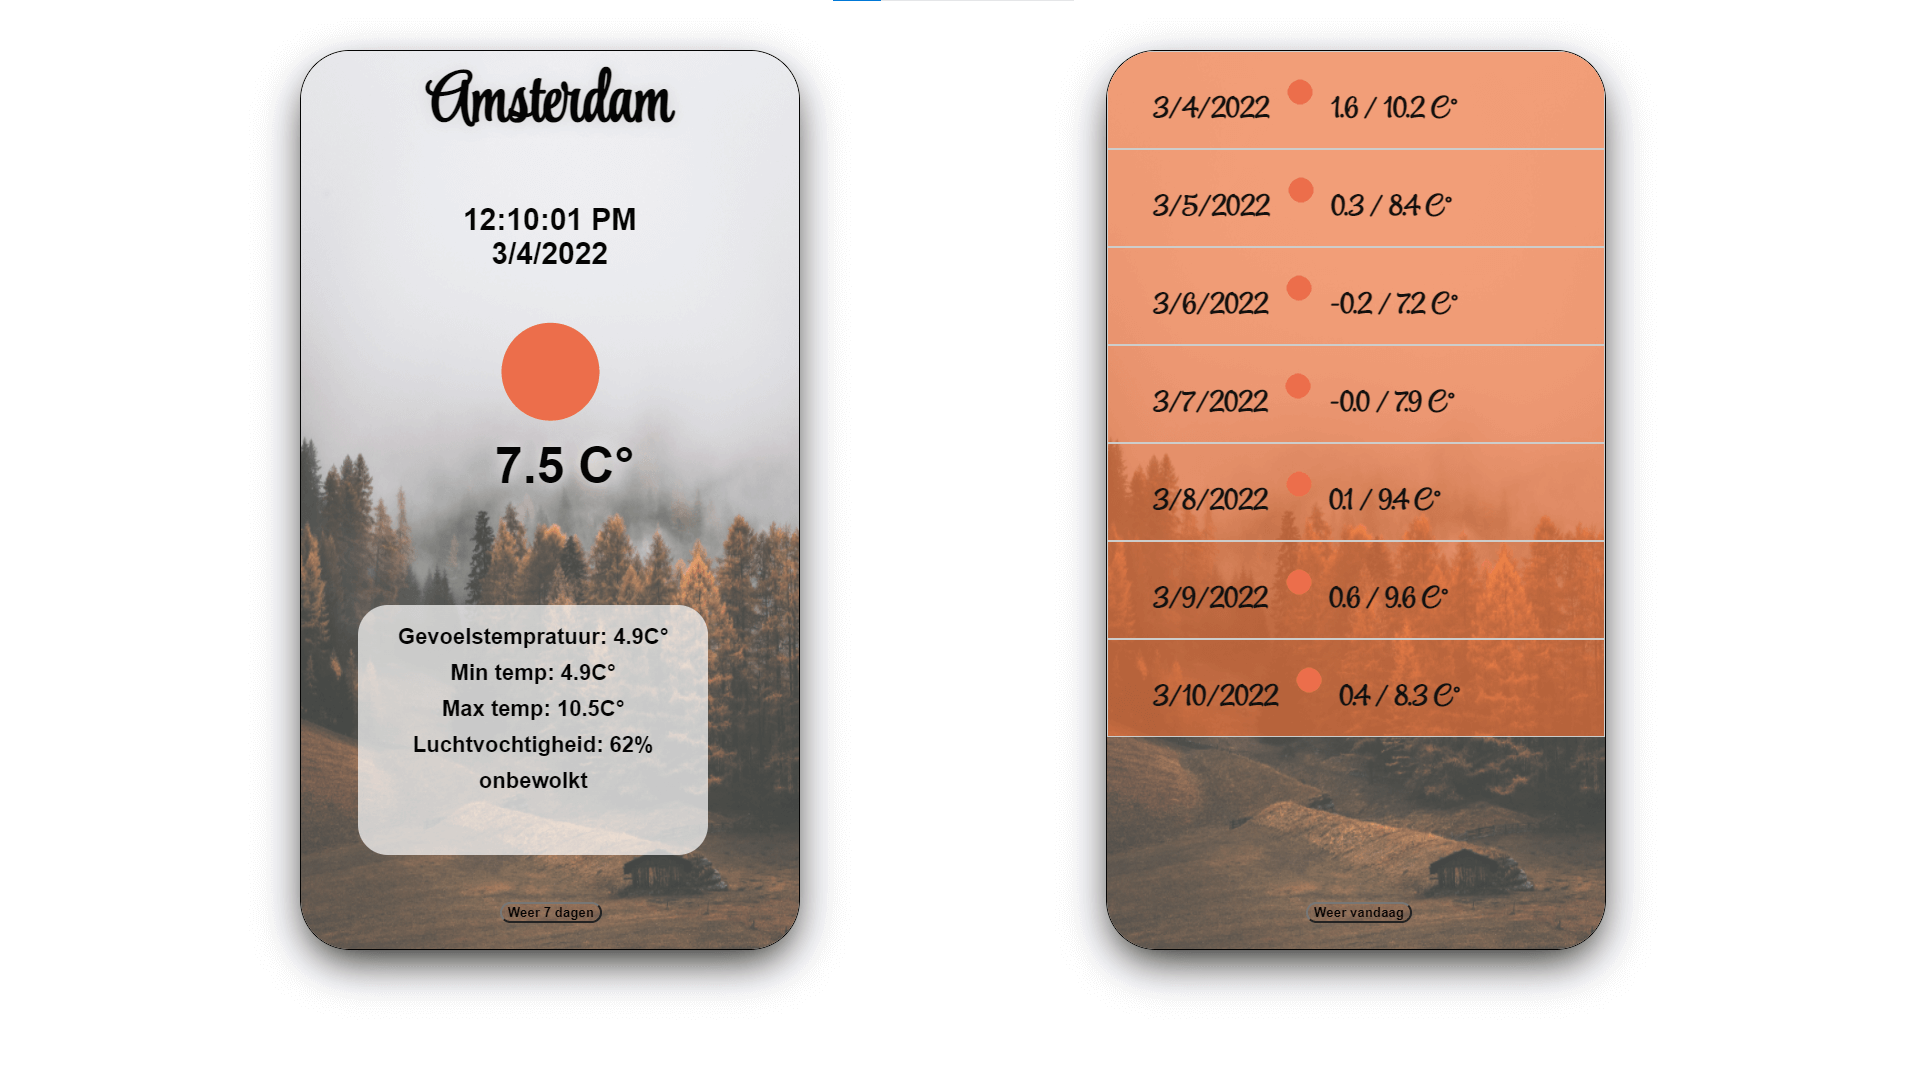 Amsterdam
12:10:01 PM
3/4/2022
7.5 C°
Gevoelstempratuur: 4.9C°
Min temp: 4.9C°
Max temp: 10.5C°
Luchtvochtigheid: 62%
onbewolkt
Weer 7 dagen
3/4/2022 1.6 / 10.2 C°
3/5/2022 0.3 / 8.4 C°
3/6/2022 -0.2 / 7.2 C°
3/7/2022 -0.0 / 7.9 C°
3/8/2022 0.1 / 9.4 C°
3/9/2022 0.6 / 9.6 C°
3/10/2022 0.4 / 8.3 C°
Weer vandaag